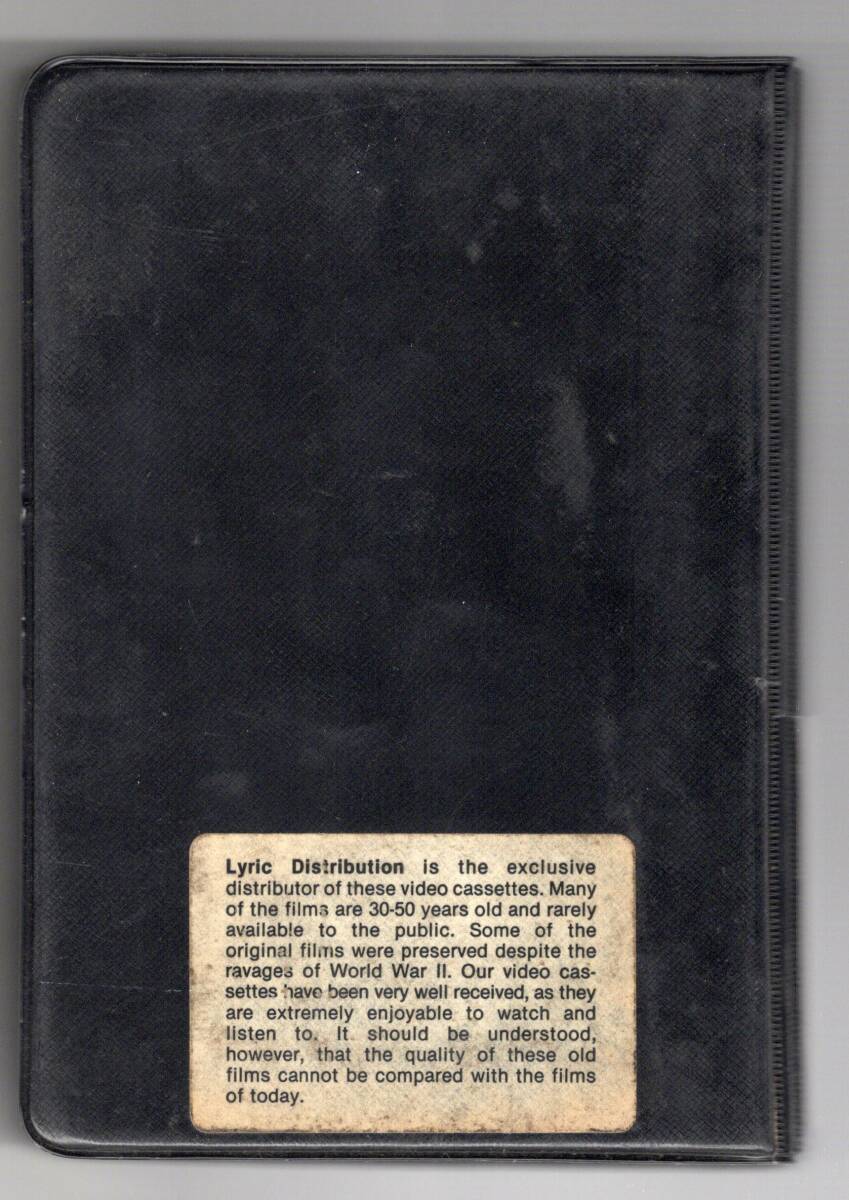 Lyric Distribution is the exclusive
distributor of these video cassettes. Many
of the films are 30-50 years old and rarely
available to the public. Some of the
original films were preserved despite the
ravages of World War II. Our video cas-
settes have been very well received, as they
are extremely enjoyable to watch and
listen to. It should be understood,
however, that the quality of these old
films cannot be compared with the films
of today.